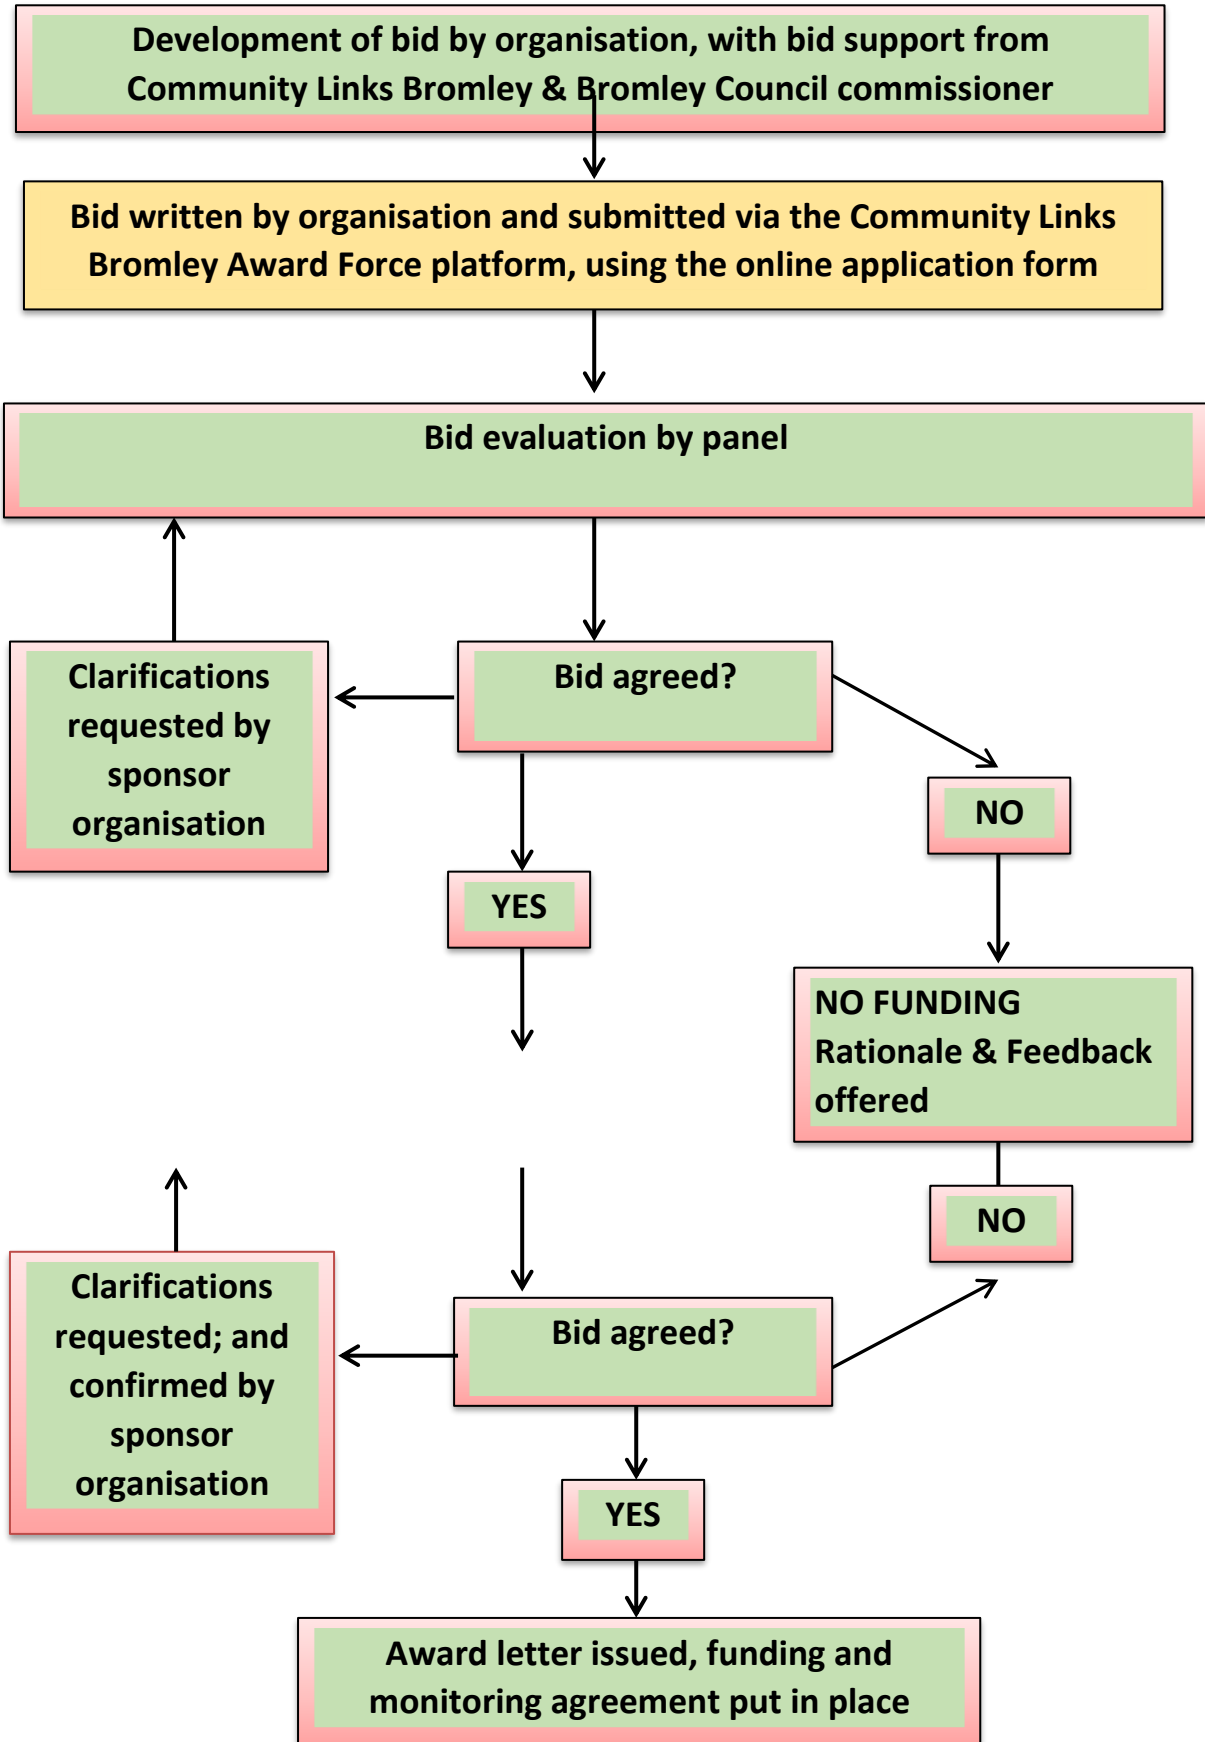 Development of bid by organisation, with bid support from
Community Links Bromley & Bromley Council commissioner
Bid written by organisation and submitted via the Community Links
Bromley Award Force platform, using the online application form
Bid evaluation by panel
Clarifications
requested by
sponsor
organisation
Bid agreed?
NO
YES
NO FUNDING
Rationale & Feedback
offered
NO
Clarifications
requested; and
confirmed by
sponsor
organisation
Bid agreed?
YES
Award letter issued, funding and
monitoring agreement put in place